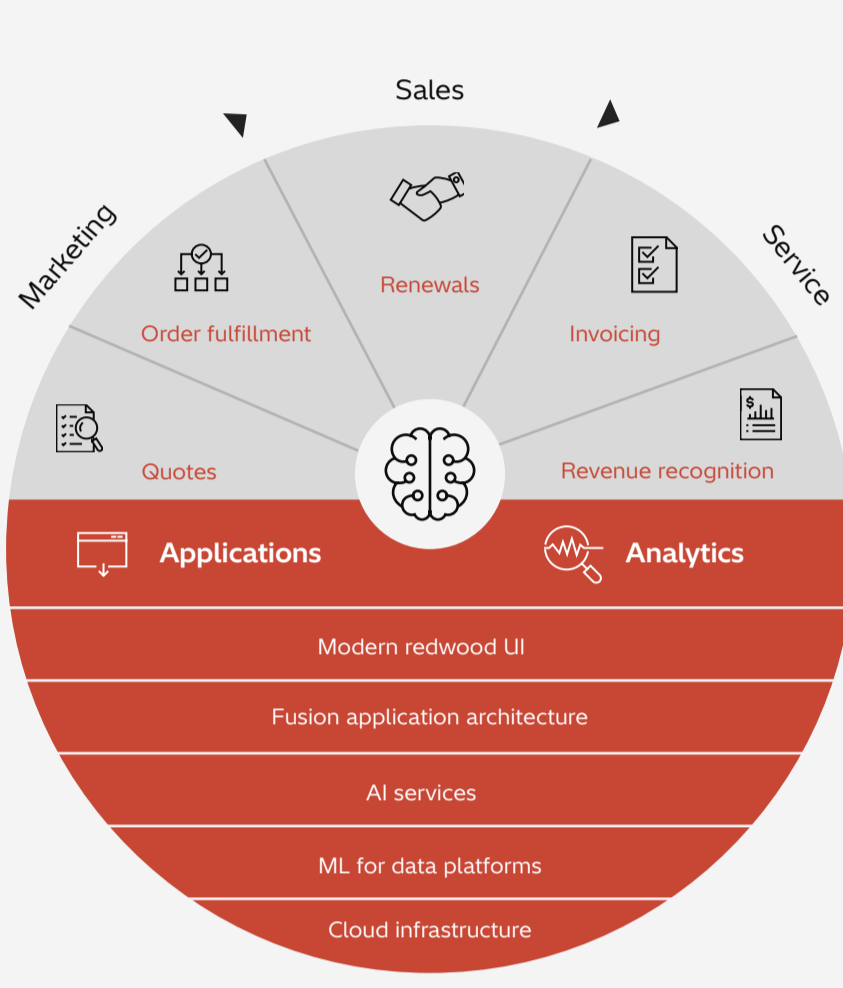 Sales
Marketing
Service
Renewals
Order fulfillment
Invoicing
Quotes
$
Revenue recognition
Applications
Analytics
Modern redwood UI
Fusion application architecture
AI services
ML for data platforms
Cloud infrastructure